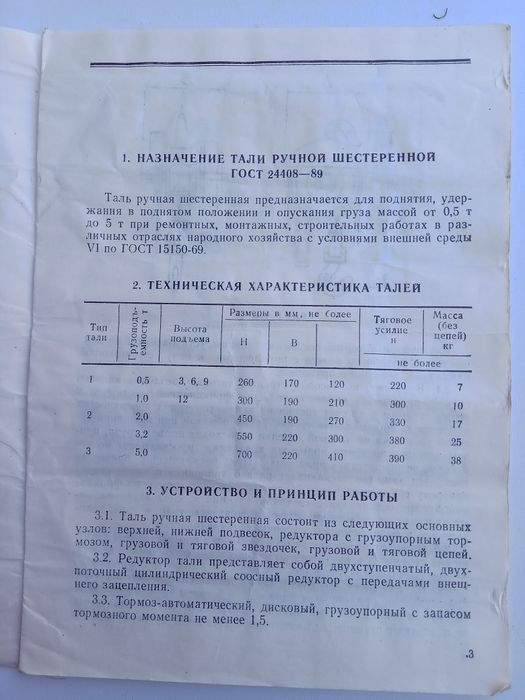 1. НАЗНАЧЕНИЕ ТАЛИ РУЧНОЙ ШЕСТЕРЕННОЙ
ГОСТ 24408—89
Таль ручная шестеренная предназначается для поднятия, удер-
жания в поднятом положении и опускания груза массой от 0,5 т
до 5 т при ремонтных, монтажных, строительных работах в раз-
личных отраслях народного хозяйства с условиями внешней среды
VI по ГОСТ 15150-69.
2. ТЕХНИЧЕСКАЯ ХАРАКТЕРИСТИКА ТАЛЕЙ
Тип тали Грузоподъ-емность т Высота подъема Размеры в мм, не более Тяговое усилие н Масса (без цепей) кг
H B
не более
1 0,5 3, 6, 9 260 170 120 220 7
1,0 12 300 190 210 300 10
2 2,0 450 190 270 330 17
3,2 550 220 300 380 25
3 5,0 700 220 410 390 38
3. УСТРОЙСТВО И ПРИНЦИП РАБОТЫ
3.1. Таль ручная шестеренная состоит из следующих основных
узлов: верхней, нижней подвесок, редуктора с грузоупорным тор-
мозом, грузовой и тяговой звездочек, грузовой и тяговой цепей.
3.2. Редуктор тали представляет собой двухступенчатый, двух-
поточный цилиндрический соосный редуктор с передачами внеш-
него зацепления.
3.3. Тормоз-автоматический, дисковый, грузоупорный с запасом
тормозного момента не менее 1,5.
3